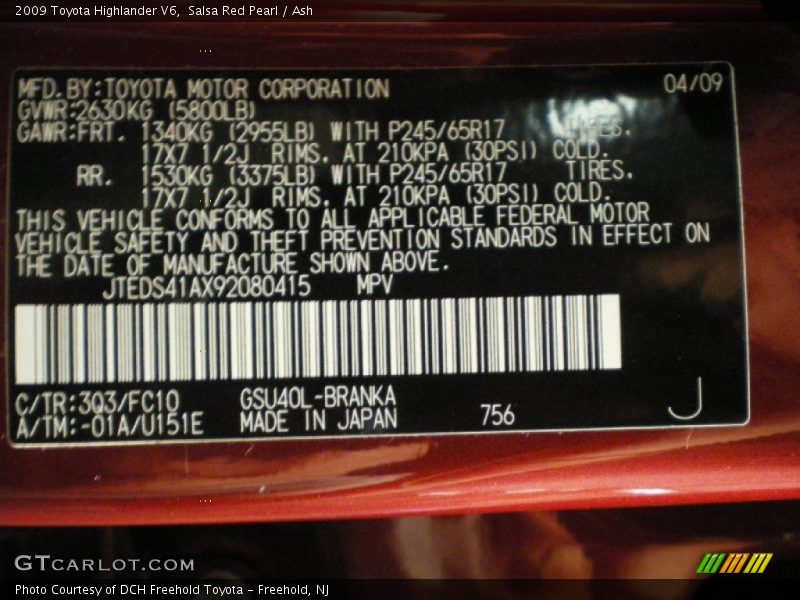 2009 Toyota Highlander V6,  Salsa Red Pearl / Ash
MFD.BY:TOYOTA MOTOR CORPORATION 04/09
GVWR:2630KG (5800LB)
GAWR:FRT. 1340KG (2955LB) WITH P245/65R17 TIRES.
17X7 1/2J RIMS. AT 210KPA (30PSI) COLD.
RR. 1530KG (3375LB) WITH P245/65R17 TIRES.
17X7 1/2J RIMS. AT 210KPA (30PSI) COLD.
THIS VEHICLE CONFORMS TO ALL APPLICABLE FEDERAL MOTOR
VEHICLE SAFETY AND THEFT PREVENTION STANDARDS IN EFFECT ON
THE DATE OF MANUFACTURE SHOWN ABOVE.
JTEDS41AX92080415 MPV
C/TR:3Q3/FC10 GSU40L-BRANKA
A/TM:-01A/U151E MADE IN JAPAN 756 J
GTCARLOT.COM
Photo Courtesy of DCH Freehold Toyota - Freehold, NJ